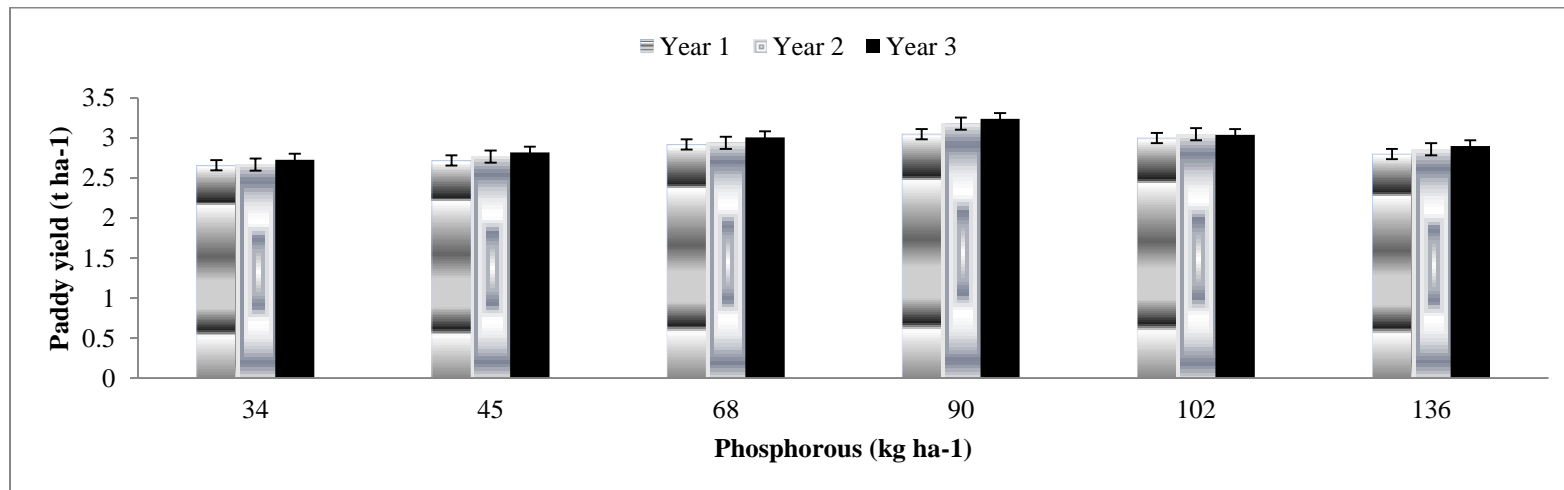 Year 1 Year 2 Year 3
3.5
3
2.5
2
1.5
1
0.5
0
Paddy yield (t ha-1)
34 45 68 90 102 136
Phosphorous (kg ha-1)